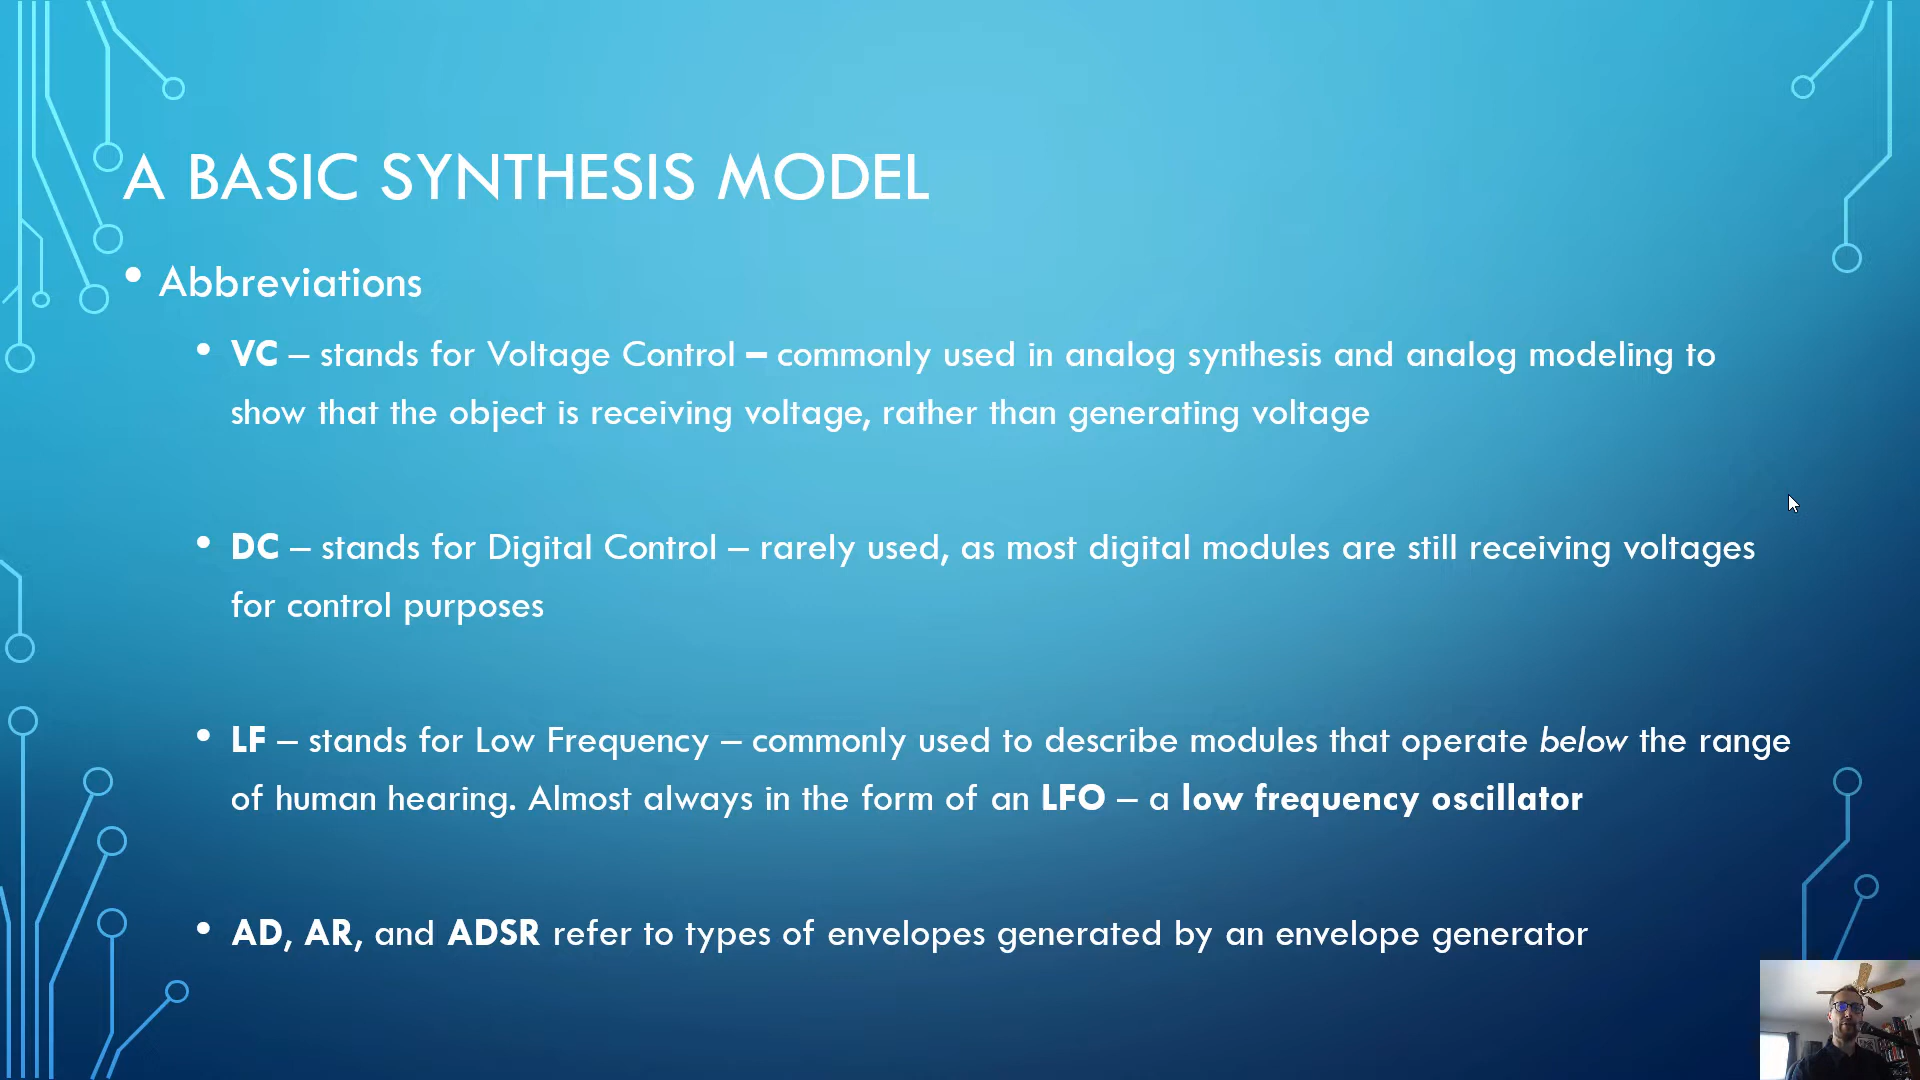 A BASIC SYNTHESIS MODEL
• Abbreviations
• VC – stands for Voltage Control – commonly used in analog synthesis and analog modeling to
show that the object is receiving voltage, rather than generating voltage
• DC – stands for Digital Control – rarely used, as most digital modules are still receiving voltages
for control purposes
• LF – stands for Low Frequency – commonly used to describe modules that operate below the range
of human hearing. Almost always in the form of an LFO – a low frequency oscillator
• AD, AR, and ADSR refer to types of envelopes generated by an envelope generator